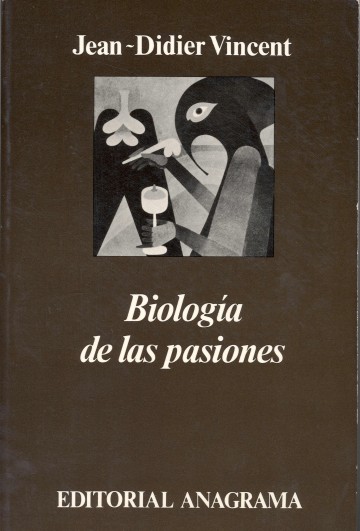 Jean-Didier Vincent
Biología
de las pasiones
EDITORIAL ANAGRAMA